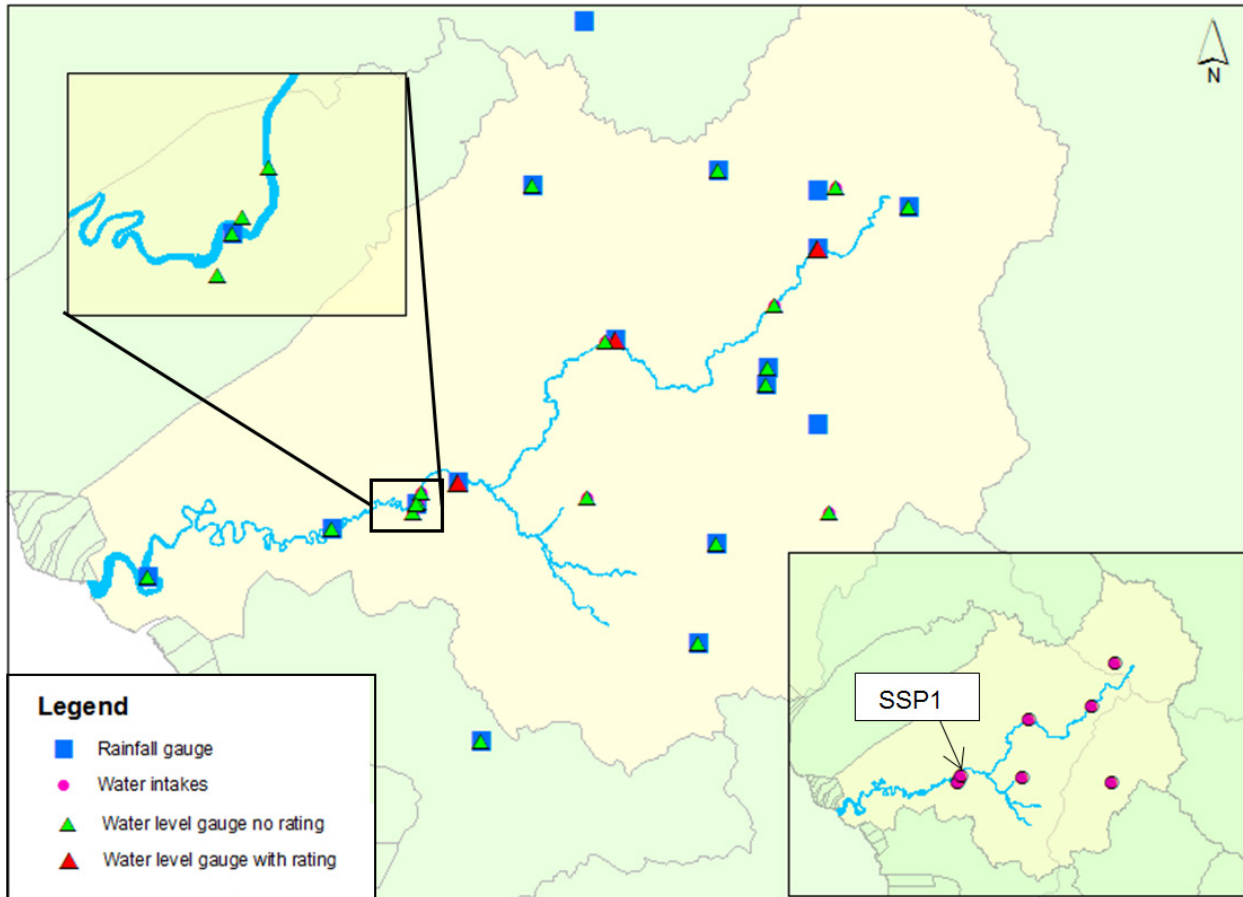 N
SSP1
Legend
Rainfall gauge
Water intakes
Water level gauge no rating
Water level gauge with rating